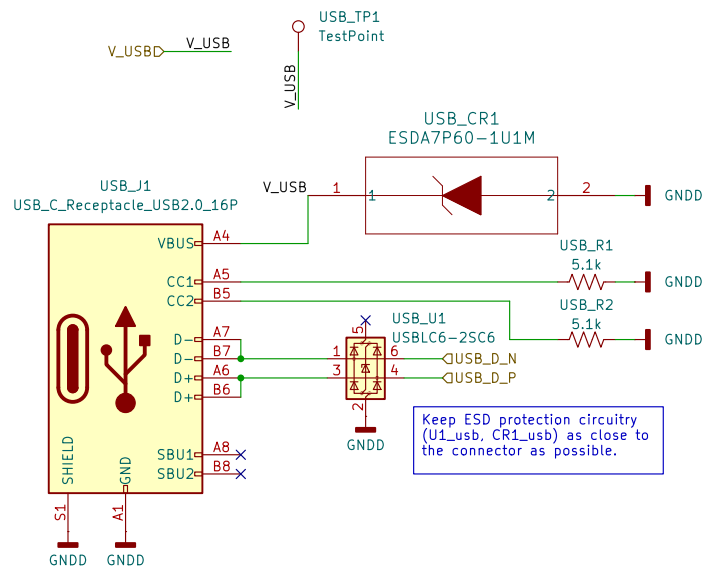 USB_TP1
TestPoint
V_USB
V_USB
V_USB
USB_CR1
ESDA7P60-1U1M
USB_J1
USB_C_Receptacle_USB2.0_16P
V_USB
1
1
2
2
GNDD
VBUS
A4
USB_R1
5.1k
CC1
A5
GNDD
CC2
B5
USB_R2
5.1k
GNDD
USB_U1
USBLC6-2SC6
5
D-
A7
D-
B7
1
6
USB_D_N
D+
A6
3
4
USB_D_P
D+
B6
2
GNDD
Keep ESD protection circuitry
(U1_usb, CR1_usb) as close to
the connector as possible.
SHIELD
GND
SBU1
A8
SBU2
B8
S1
A1
GNDD
GNDD